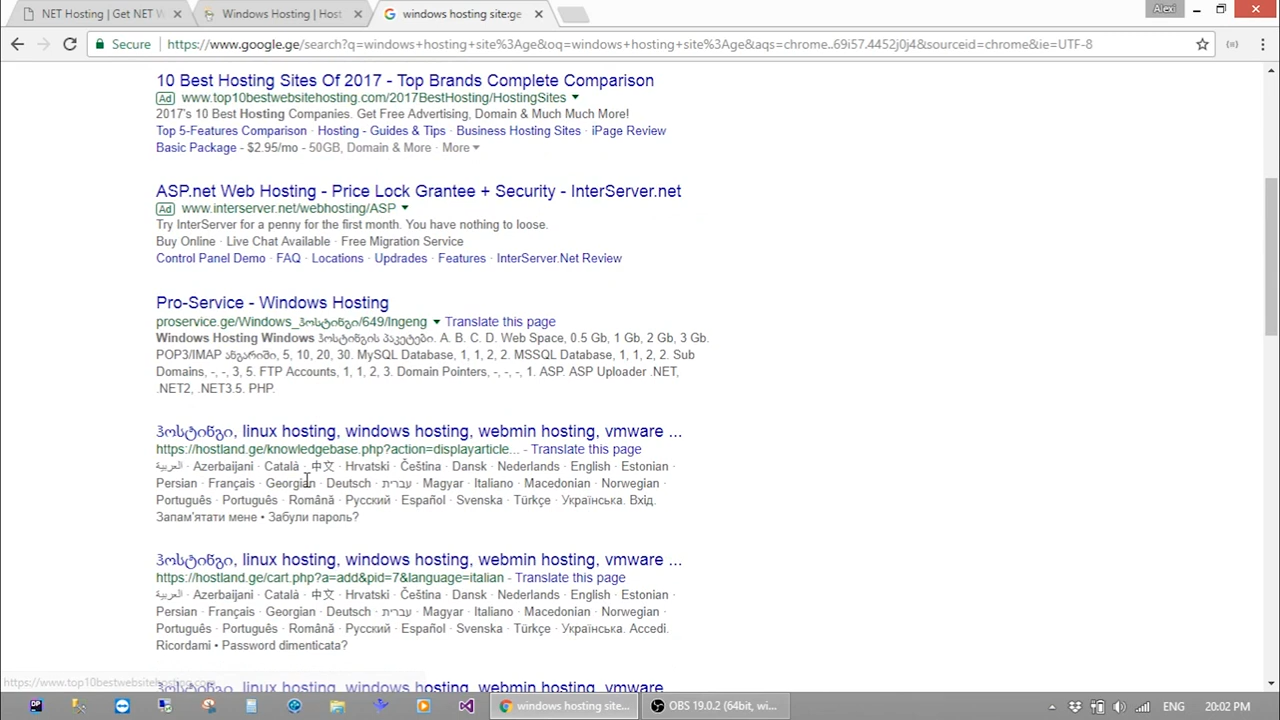 NET Hosting | Get NET W
Windows Hosting | Host
windows hosting site:ge
Alexi
Secure
https://www.google.ge/search?q=windows+hosting+site%3Age&oq=windows+hosting+site%3Age&aqs=chrome..69i57.4452j0j4&sourceid=chrome&ie=UTF-8
10 Best Hosting Sites Of 2017 - Top Brands Complete Comparison
Ad www.top10bestwebsitehosting.com/2017BestHosting/HostingSites
2017's 10 Best Hosting Companies. Get Free Advertising, Domain & Much Much More!
Top 5-Features Comparison · Hosting - Guides & Tips · Business Hosting Sites · iPage Review
Basic Package - $2.95/mo - 50GB, Domain & More · More
ASP.net Web Hosting - Price Lock Grantee + Security - InterServer.net
Ad www.interserver.net/webhosting/ASP
Try InterServer for a penny for the first month. You have nothing to loose.
Buy Online · Live Chat Available · Free Migration Service
Control Panel Demo · FAQ · Locations · Upgrades · Features · InterServer.Net Review
Pro-Service - Windows Hosting
proservice.ge/Windows_ჰოსტინგი/649/lngeng Translate this page
Windows Hosting Windows ჰოსტინგის პაკეტები. A. B. C. D. Web Space, 0.5 Gb, 1 Gb, 2 Gb, 3 Gb.
POP3/IMAP ანგარიში, 5, 10, 20, 30. MySQL Database, 1, 1, 2, 2. MSSQL Database, 1, 1, 2, 2. Sub
Domains, -, -, 3, 5. FTP Accounts, 1, 1, 2, 3. Domain Pointers, -, -, -, 1. ASP. ASP Uploader .NET,
.NET2, .NET3.5. PHP.
ჰოსტინგი, linux hosting, windows hosting, webmin hosting, vmware ...
https://hostland.ge/knowledgebase.php?action=displayarticle... - Translate this page
العربية · Azerbaijani · Català · 中文 · Hrvatski · Čeština · Dansk · Nederlands · English · Estonian ·
Persian · Français · Georgian · Deutsch · עברית · Magyar · Italiano · Macedonian · Norwegian ·
Português · Português · Română · Русский · Español · Svenska · Türkçe · Українська. Вхід.
Запам'ятати мене • Забули пароль?
ჰოსტინგი, linux hosting, windows hosting, webmin hosting, vmware ...
https://hostland.ge/cart.php?a=add&pid=7&language=italian - Translate this page
العربية · Azerbaijani · Català · 中文 · Hrvatski · Čeština · Dansk · Nederlands · English · Estonian ·
Persian · Français · Georgian · Deutsch · עברית · Magyar · Italiano · Macedonian · Norwegian ·
Português · Português · Română · Русский · Español · Svenska · Türkçe · Українська. Accedi.
Ricordami • Password dimenticata?
https://www.top10bestwebsitehosting.com
ჰოსტინგი, linux hosting, windows hosting, webmin hosting, vmware
windows hosting site...
OBS 19.0.2 (64bit, wi...
ENG
20:02 PM